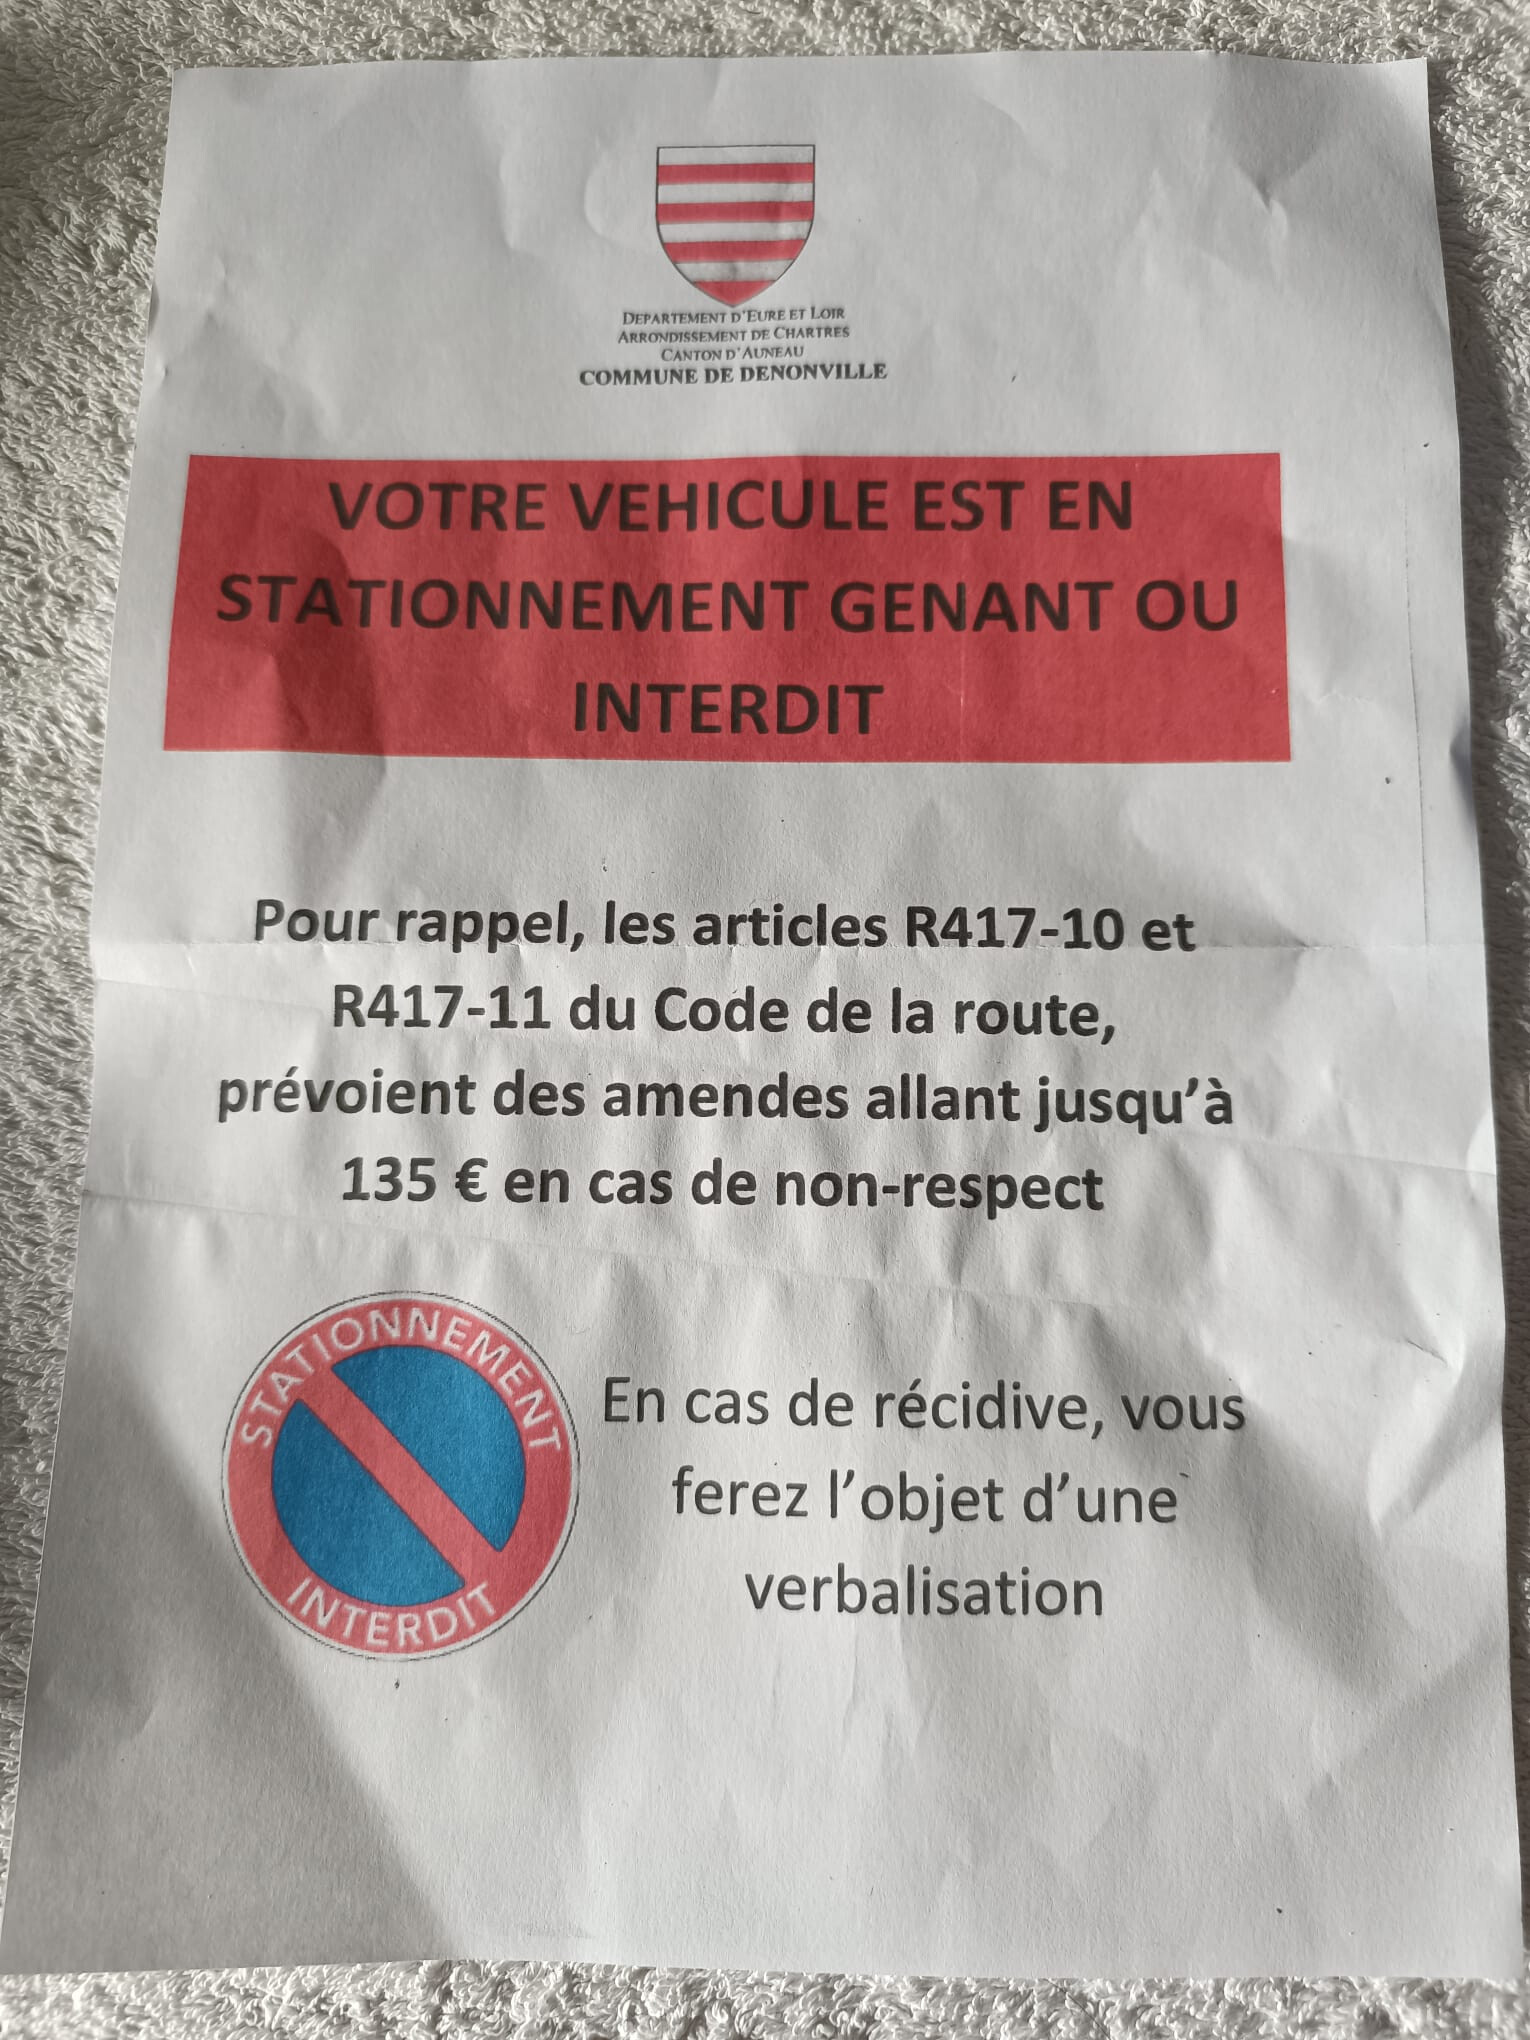 DEPARTEMENT D'EURE ET LOIR
ARRONDISSEMENT DE CHARTRES
CANTON D'AUNEAU
COMMUNE DE DENONVILLE
VOTRE VEHICULE EST EN
STATIONNEMENT GENANT OU
INTERDIT
Pour rappel, les articles R417-10 et
R417-11 du Code de la route,
prévoient des amendes allant jusqu'à
135 € en cas de non-respect
STATIONNEMENT
INTERDIT
En cas de récidive, vous
ferez l'objet d'une
verbalisation